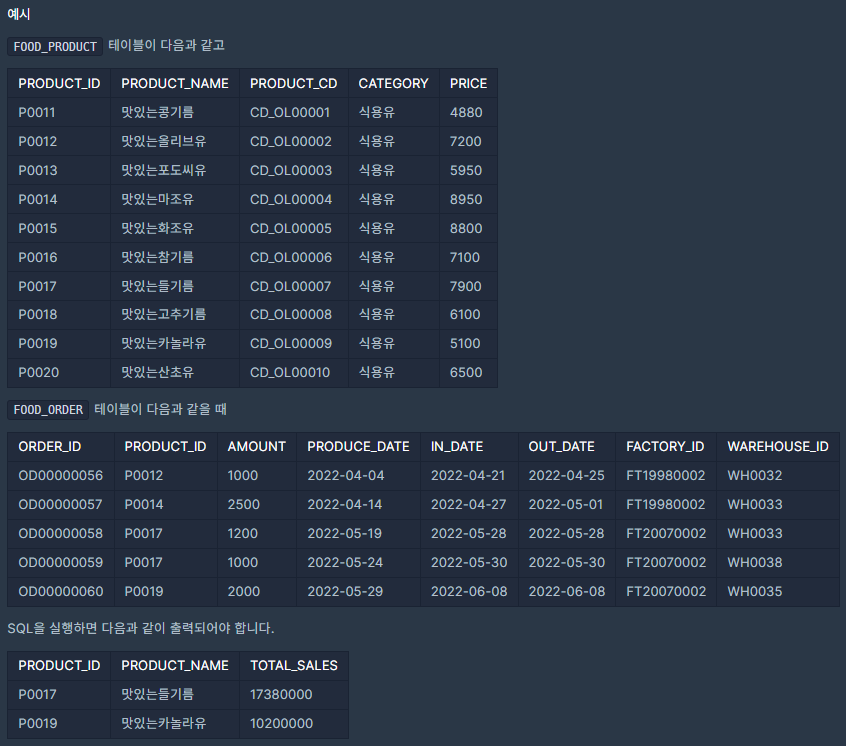 예시
FOOD_PRODUCT 테이블이 다음과 같고
PRODUCT_ID PRODUCT_NAME PRODUCT_CD CATEGORY PRICE
P0011 맛있는콩기름 CD_OL00001 식용유 4880
P0012 맛있는올리브유 CD_OL00002 식용유 7200
P0013 맛있는포도씨유 CD_OL00003 식용유 5950
P0014 맛있는마조유 CD_OL00004 식용유 8950
P0015 맛있는화조유 CD_OL00005 식용유 8800
P0016 맛있는참기름 CD_OL00006 식용유 7100
P0017 맛있는들기름 CD_OL00007 식용유 7900
P0018 맛있는고추기름 CD_OL00008 식용유 6100
P0019 맛있는카놀라유 CD_OL00009 식용유 5100
P0020 맛있는산초유 CD_OL00010 식용유 6500
FOOD_ORDER 테이블이 다음과 같을 때
ORDER_ID PRODUCT_ID AMOUNT PRODUCE_DATE IN_DATE OUT_DATE FACTORY_ID WAREHOUSE_ID
OD00000056 P0012 1000 2022-04-04 2022-04-21 2022-04-25 FT19980002 WH0032
OD00000057 P0014 2500 2022-04-14 2022-04-27 2022-05-01 FT19980002 WH0033
OD00000058 P0017 1200 2022-05-19 2022-05-28 2022-05-28 FT20070002 WH0033
OD00000059 P0017 1000 2022-05-24 2022-05-30 2022-05-30 FT20070002 WH0038
OD00000060 P0019 2000 2022-05-29 2022-06-08 2022-06-08 FT20070002 WH0035
SQL을 실행하면 다음과 같이 출력되어야 합니다.
PRODUCT_ID PRODUCT_NAME TOTAL_SALES
P0017 맛있는들기름 17380000
P0019 맛있는카놀라유 10200000